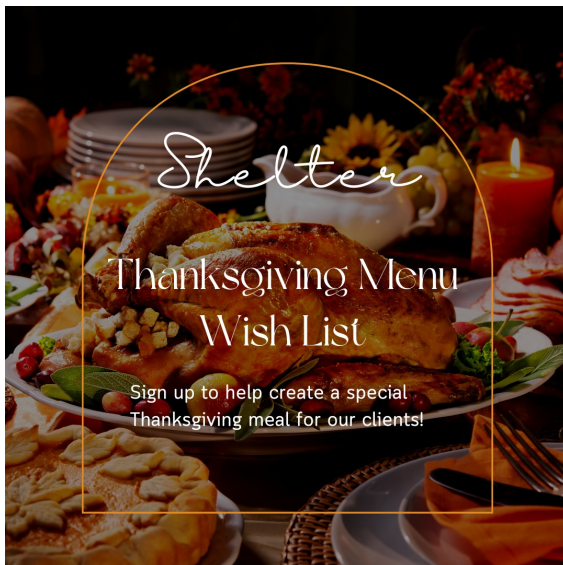 Shelter
Thanksgiving Menu
Wish List
Sign up to help create a special
Thanksgiving meal for our clients!